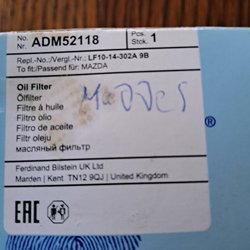 No. ADM52118 Pcs. Stck. 1
Repl.-No./Vergl.-Nr.: LF10-14-302A 9B
To fit:/Passend für: MAZDA
Oil Filter
Ölfilter
Filtre à huile
Filtro olio
Filtro de aceite
Filtr oleju
масляный фильтр
Ferdinand Bilstein UK Ltd
Marden | Kent TN12 9QJ | United Kingdom
EAC
®